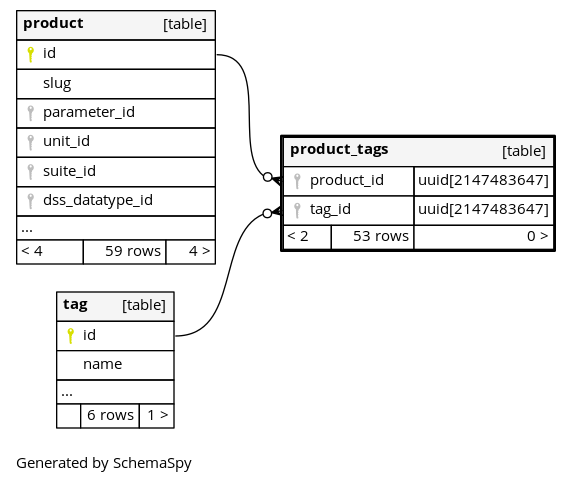 product [table]
id
slug
parameter_id
unit_id
suite_id
dss_datatype_id
...
< 4 59 rows 4 >
product_tags [table]
product_id uuid[2147483647]
tag_id uuid[2147483647]
< 2 53 rows 0 >
tag [table]
id
name
...
6 rows 1 >
Generated by SchemaSpy